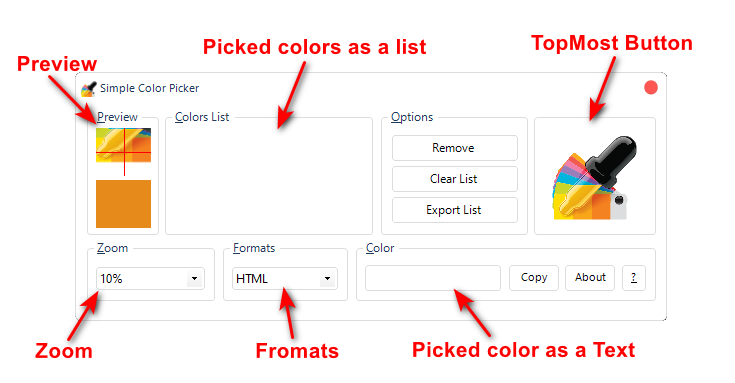 Picked colors as a list
TopMost Button
Preview
Simple Color Picker
Preview
Colors List
Options
Remove
Clear List
Export List
Zoom
Formats
Color
10%
HTML
Copy
About
?
Zoom
Fromats
Picked color as a Text